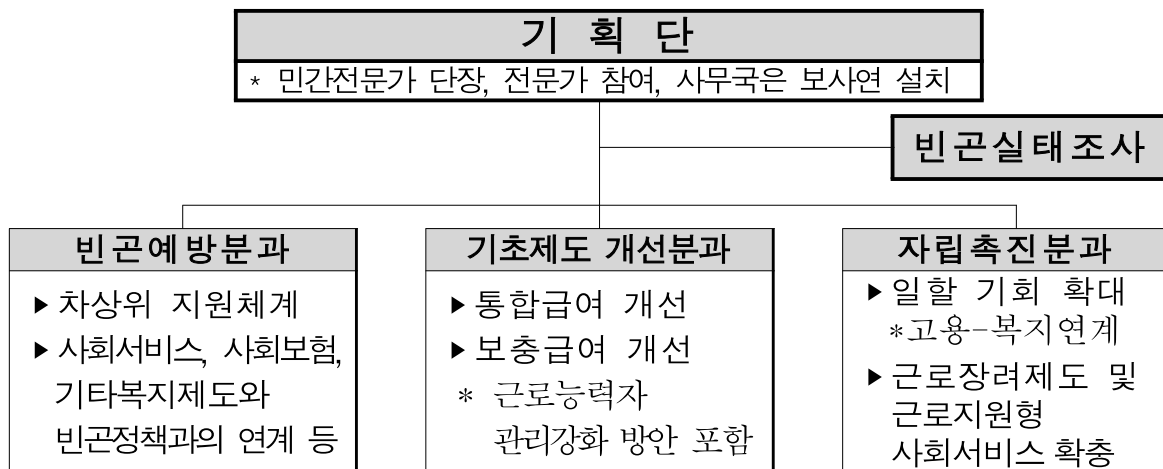 기 획 단
* 민간전문가 단장, 전문가 참여, 사무국은 보사연 설치
빈곤실태조사
빈곤예방분과
▶ 차상위 지원체계
▶ 사회서비스, 사회보험,
기타복지제도와
빈곤정책과의 연계 등
기초제도 개선분과
▶ 통합급여 개선
▶ 보충급여 개선
* 근로능력자
관리강화 방안 포함
자립촉진분과
▶ 일할 기회 확대
*고용-복지연계
▶ 근로장려제도 및
근로지원형
사회서비스 확충